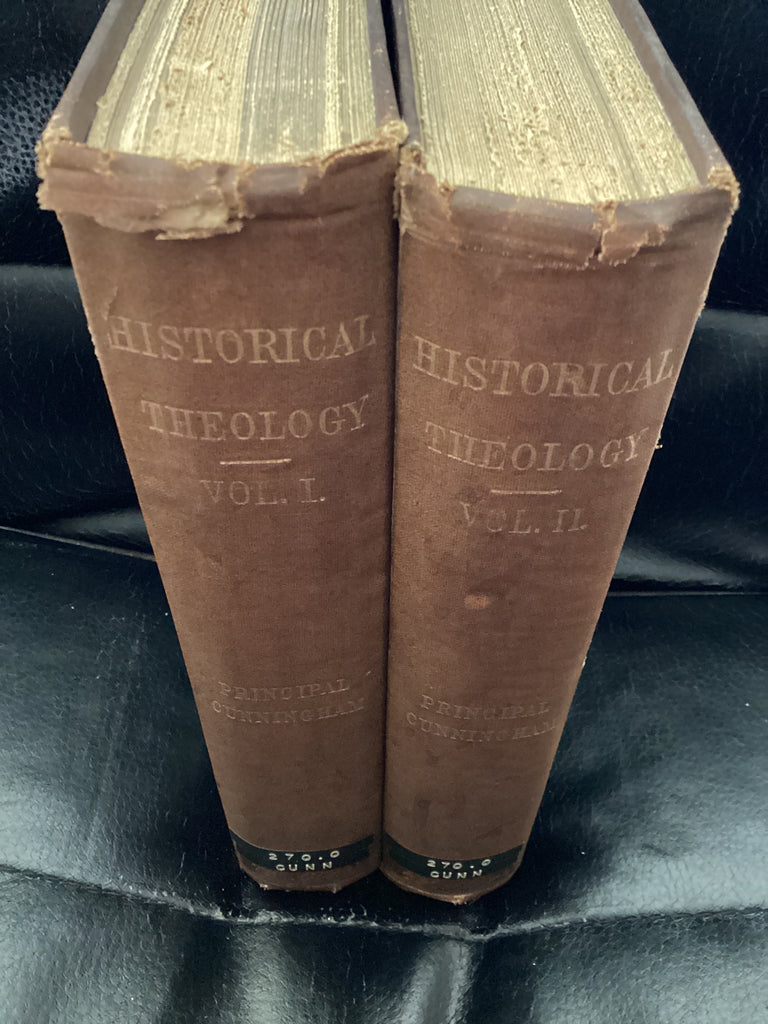 HISTORICAL
THEOLOGY
VOL. I.
PRINCIPAL
CUNNINGHAM
270.0
CUNN
HISTORICAL
THEOLOGY
VOL. II.
PRINCIPAL
CUNNINGHAM
270.0
CUNN